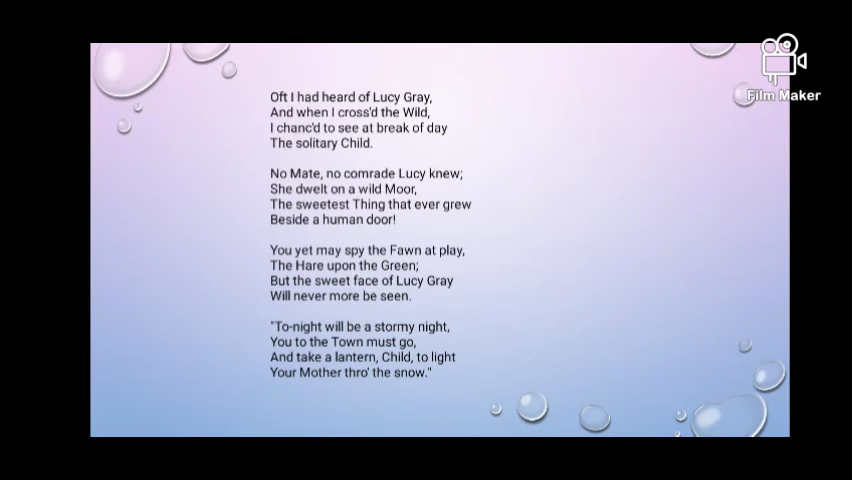 Oft I had heard of Lucy Gray,
And when I cross'd the Wild,
I chanc'd to see at break of day
The solitary Child.
No Mate, no comrade Lucy knew;
She dwelt on a wild Moor,
The sweetest Thing that ever grew
Beside a human door!
You yet may spy the Fawn at play,
The Hare upon the Green;
But the sweet face of Lucy Gray
Will never more be seen.
"To-night will be a stormy night,
You to the Town must go,
And take a lantern, Child, to light
Your Mother thro' the snow."
Film Maker